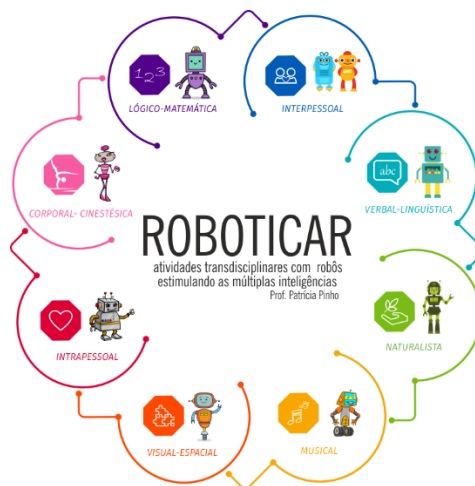 123
LÓGICO-MATEMÁTICA
INTERPESSOAL
CORPORAL- CINESTÉSICA
abc
VERBAL-LINGUÍSTICA
ROBOTICAR
atividades transdisciplinares com robôs
estimulando as múltiplas inteligências
Prof. Patrícia Pinho
INTRAPESSOAL
NATURALISTA
VISUAL-ESPACIAL
MUSICAL